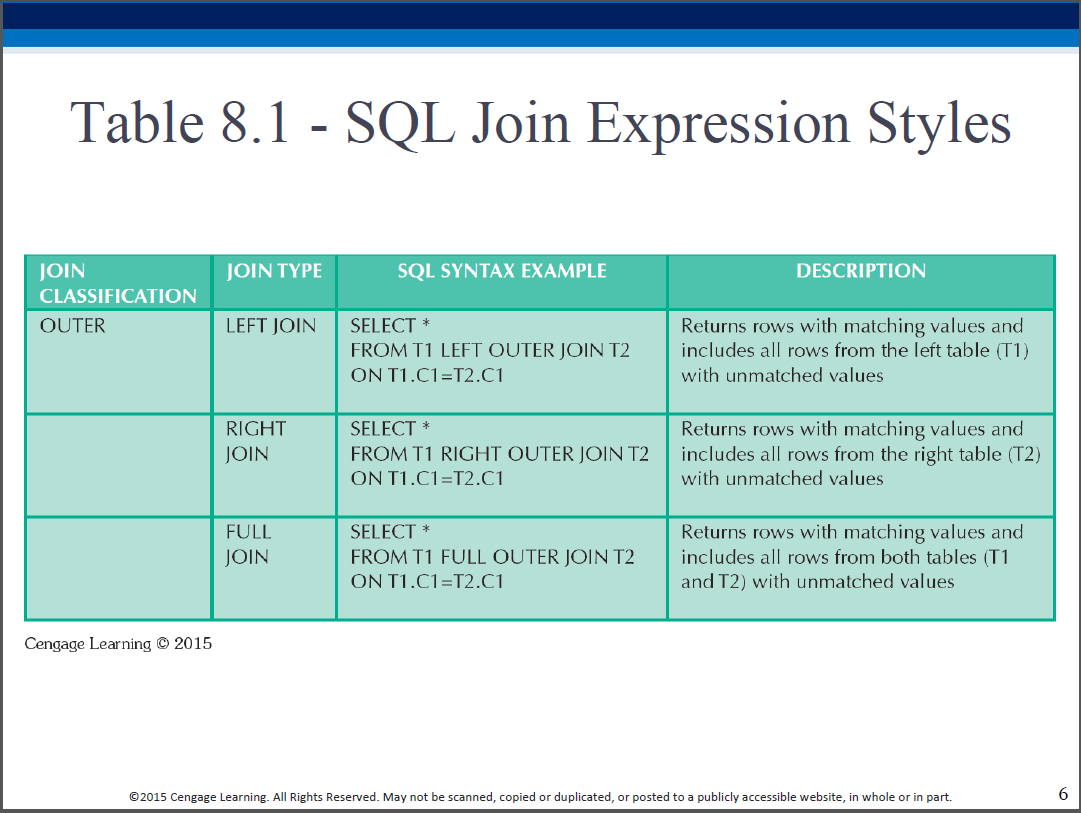 Table 8.1 - SQL Join Expression Styles
JOIN
CLASSIFICATION
JOIN TYPE
SQL SYNTAX EXAMPLE
DESCRIPTION
OUTER
LEFT JOIN
SELECT *
FROM T1 LEFT OUTER JOIN T2
ON T1.C1=T2.C1
Returns rows with matching values and
includes all rows from the left table (T1)
with unmatched values
RIGHT
JOIN
SELECT *
FROM T1 RIGHT OUTER JOIN T2
ON T1.C1=T2.C1
Returns rows with matching values and
includes all rows from the right table (T2)
with unmatched values
FULL
JOIN
SELECT *
FROM T1 FULL OUTER JOIN T2
ON T1.C1=T2.C1
Returns rows with matching values and
includes all rows from both tables (T1
and T2) with unmatched values
Cengage Learning © 2015
©2015 Cengage Learning. All Rights Reserved. May not be scanned, copied or duplicated, or posted to a publicly accessible website, in whole or in part.
6